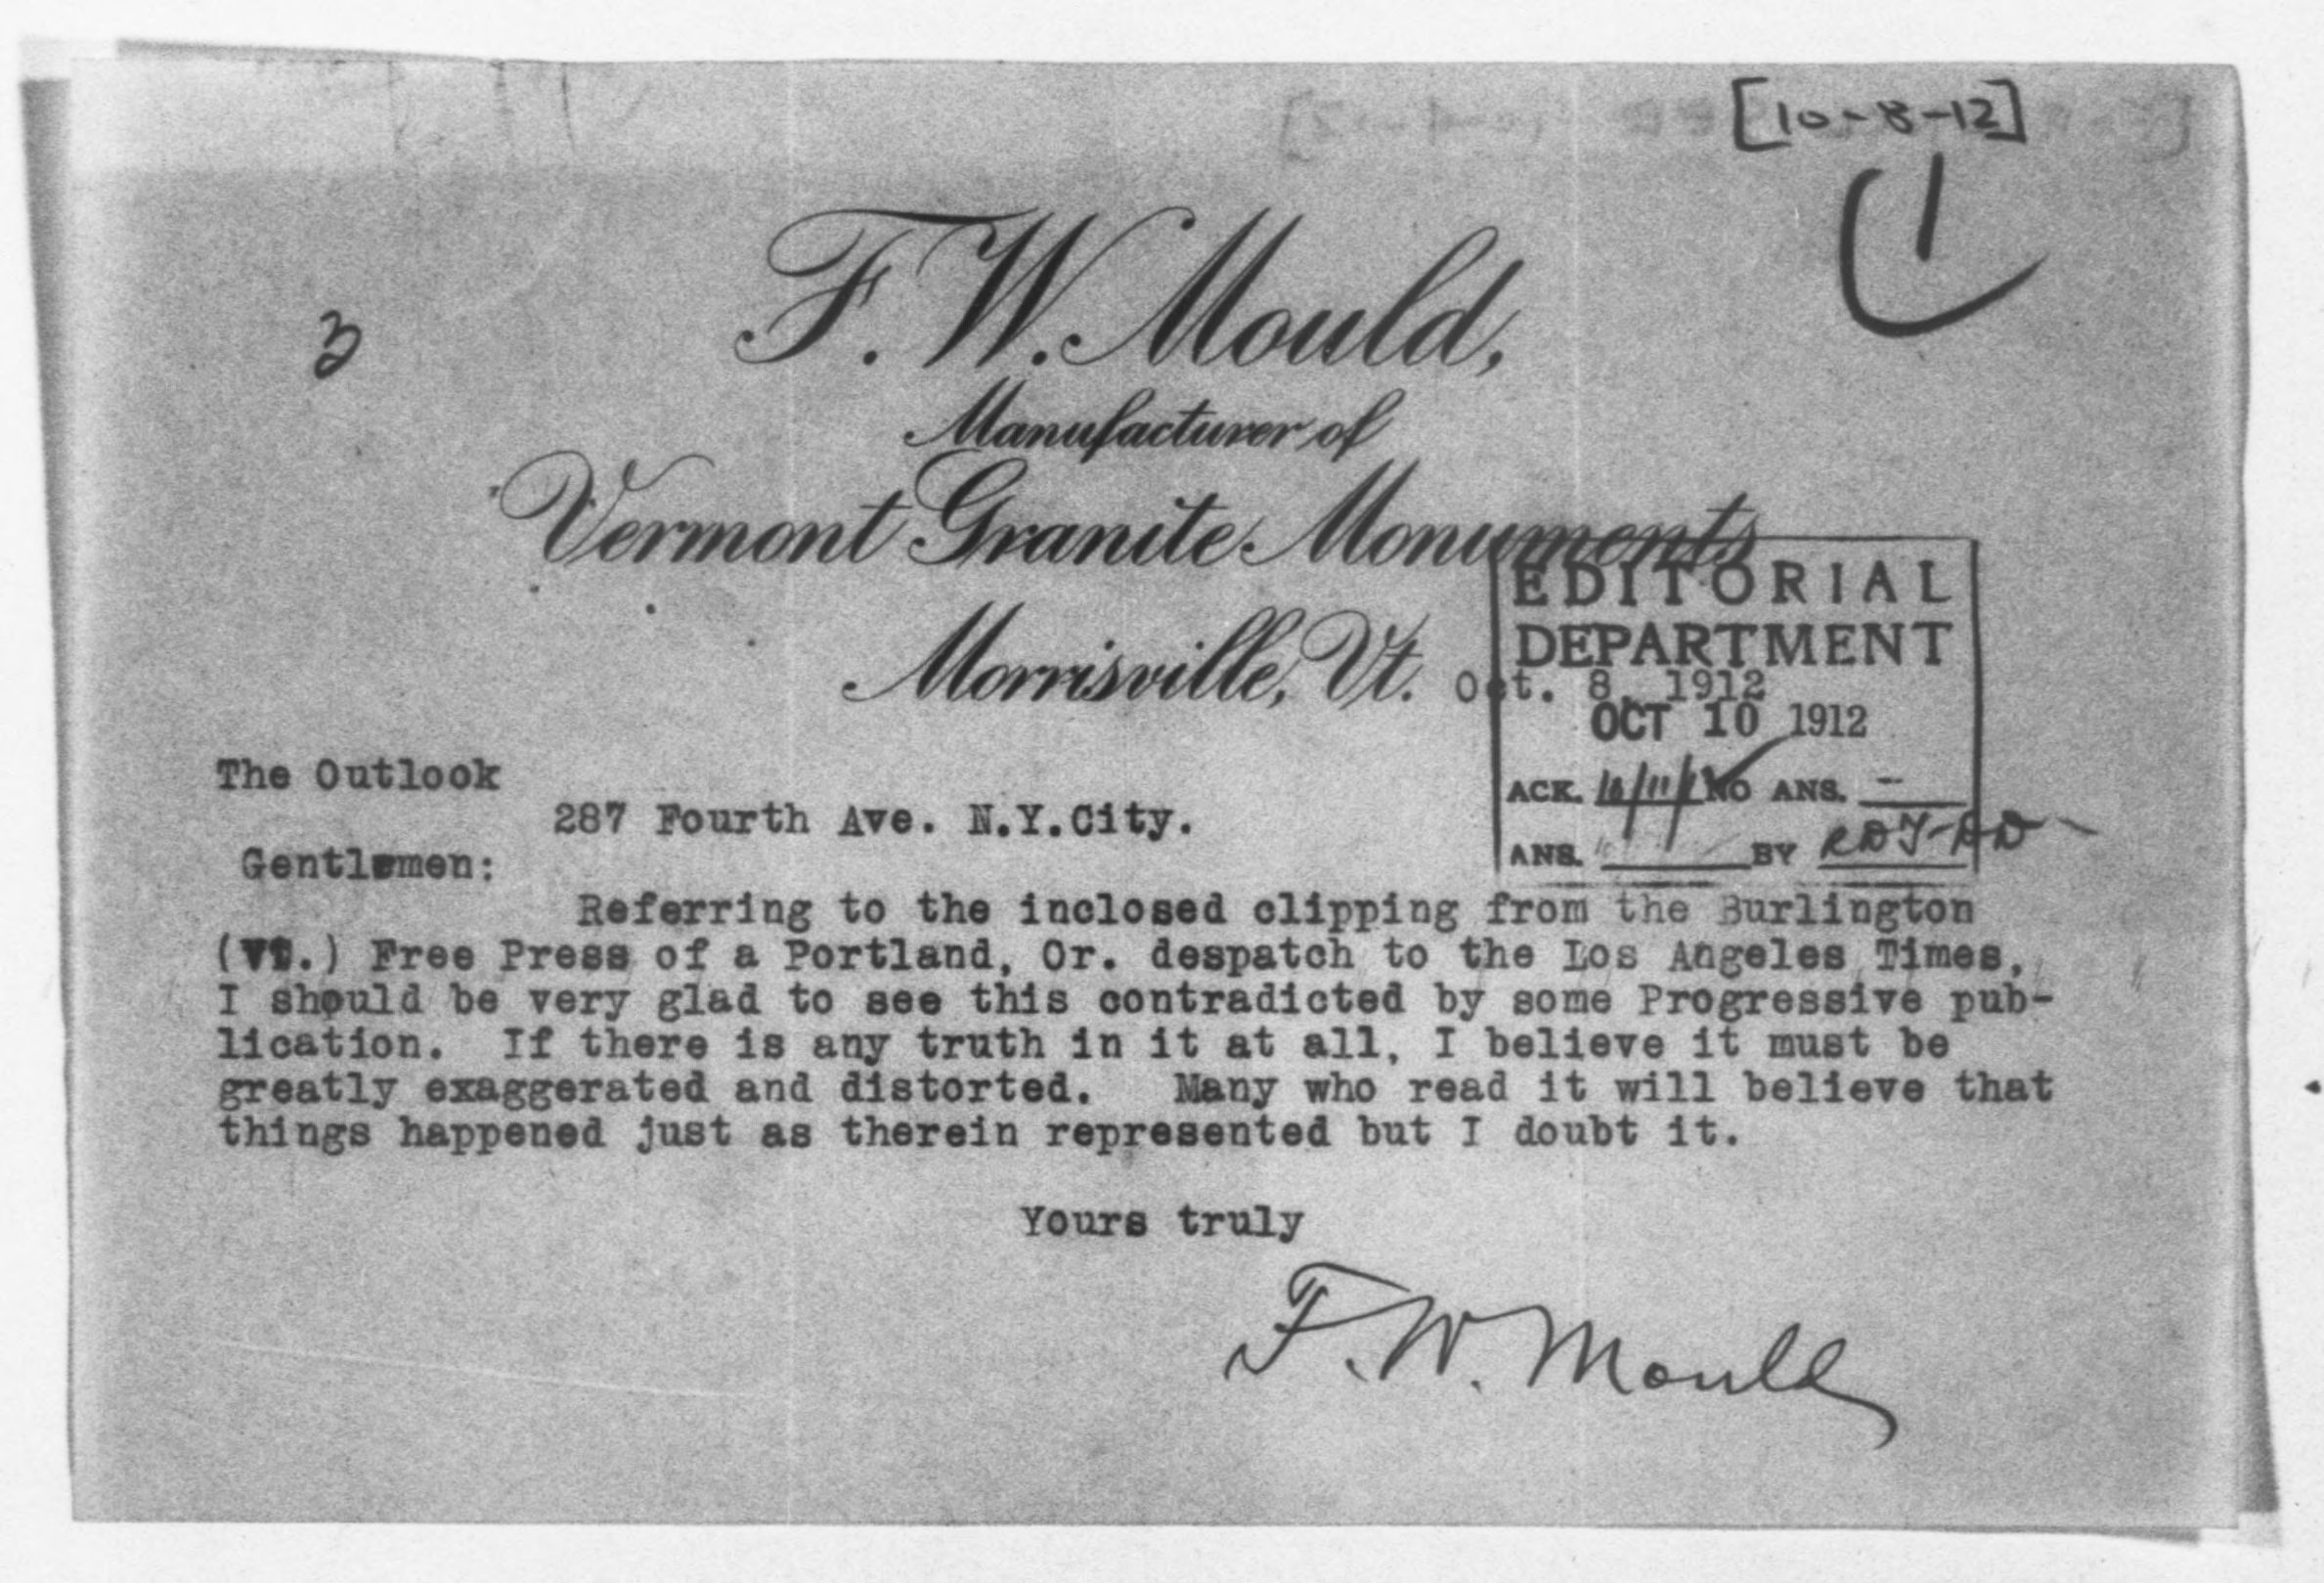 [10-8-12]
1
3
F. W. Mould,
Manufacturer of
Vermont Granite Monuments
Morrisville, Vt. Oct. 8, 1912
EDITORIAL
DEPARTMENT
OCT 10 1912
ACK. 10/11/12 NO ANS. —
ANS. BY
The Outlook
287 Fourth Ave. N.Y.City.
Gentlemen:
Referring to the inclosed clipping from the Burlington
(Vt.) Free Press of a Portland, Or. despatch to the Los Angeles Times,
I should be very glad to see this contradicted by some Progressive pub-
lication. If there is any truth in it at all, I believe it must be
greatly exaggerated and distorted. Many who read it will believe that
things happened just as therein represented but I doubt it.
Yours truly
F. W. Mould